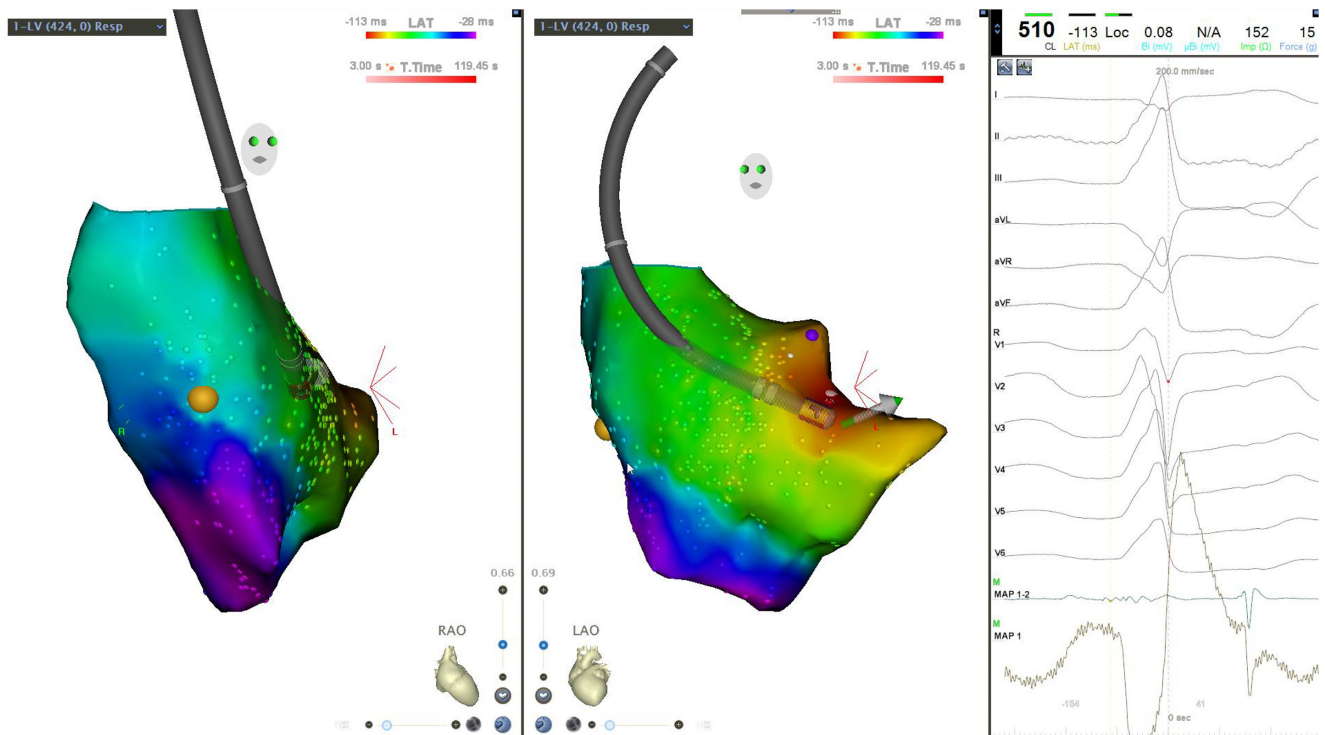 1-LV (424, 0) Resp
-113 ms LAT -28 ms
3.00 s T.Time 119.45 s
R
L
0.66
RAO
1-LV (424, 0) Resp
-113 ms LAT -28 ms
3.00 s T.Time 119.45 s
L
0.69
LAO
510 -113 Loc 0.08 N/A 152 15
CL LAT (ms) Bi (mV) µBi (mV) Imp (Ω) Force (g)
200.0 mm/sec
I
II
III
aVL
aVR
aVF
R
V1
V2
V3
V4
V5
V6
M
MAP 1-2
M
MAP 1
-154 41
0 sec